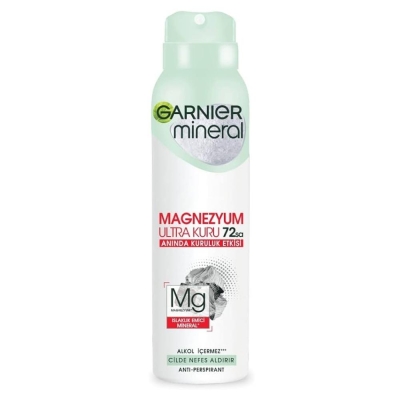 GARNIER
mineral
MAGNEZYUM
ULTRA KURU 72sa
ANINDA KURULUK ETKİSİ
Mg
MAGNEZYUM
ISLAKLIK EMİCİ
MİNERAL*
ALKOL İÇERMEZ***
CİLDE NEFES ALDIRIR
ANTI-PERSPIRANT